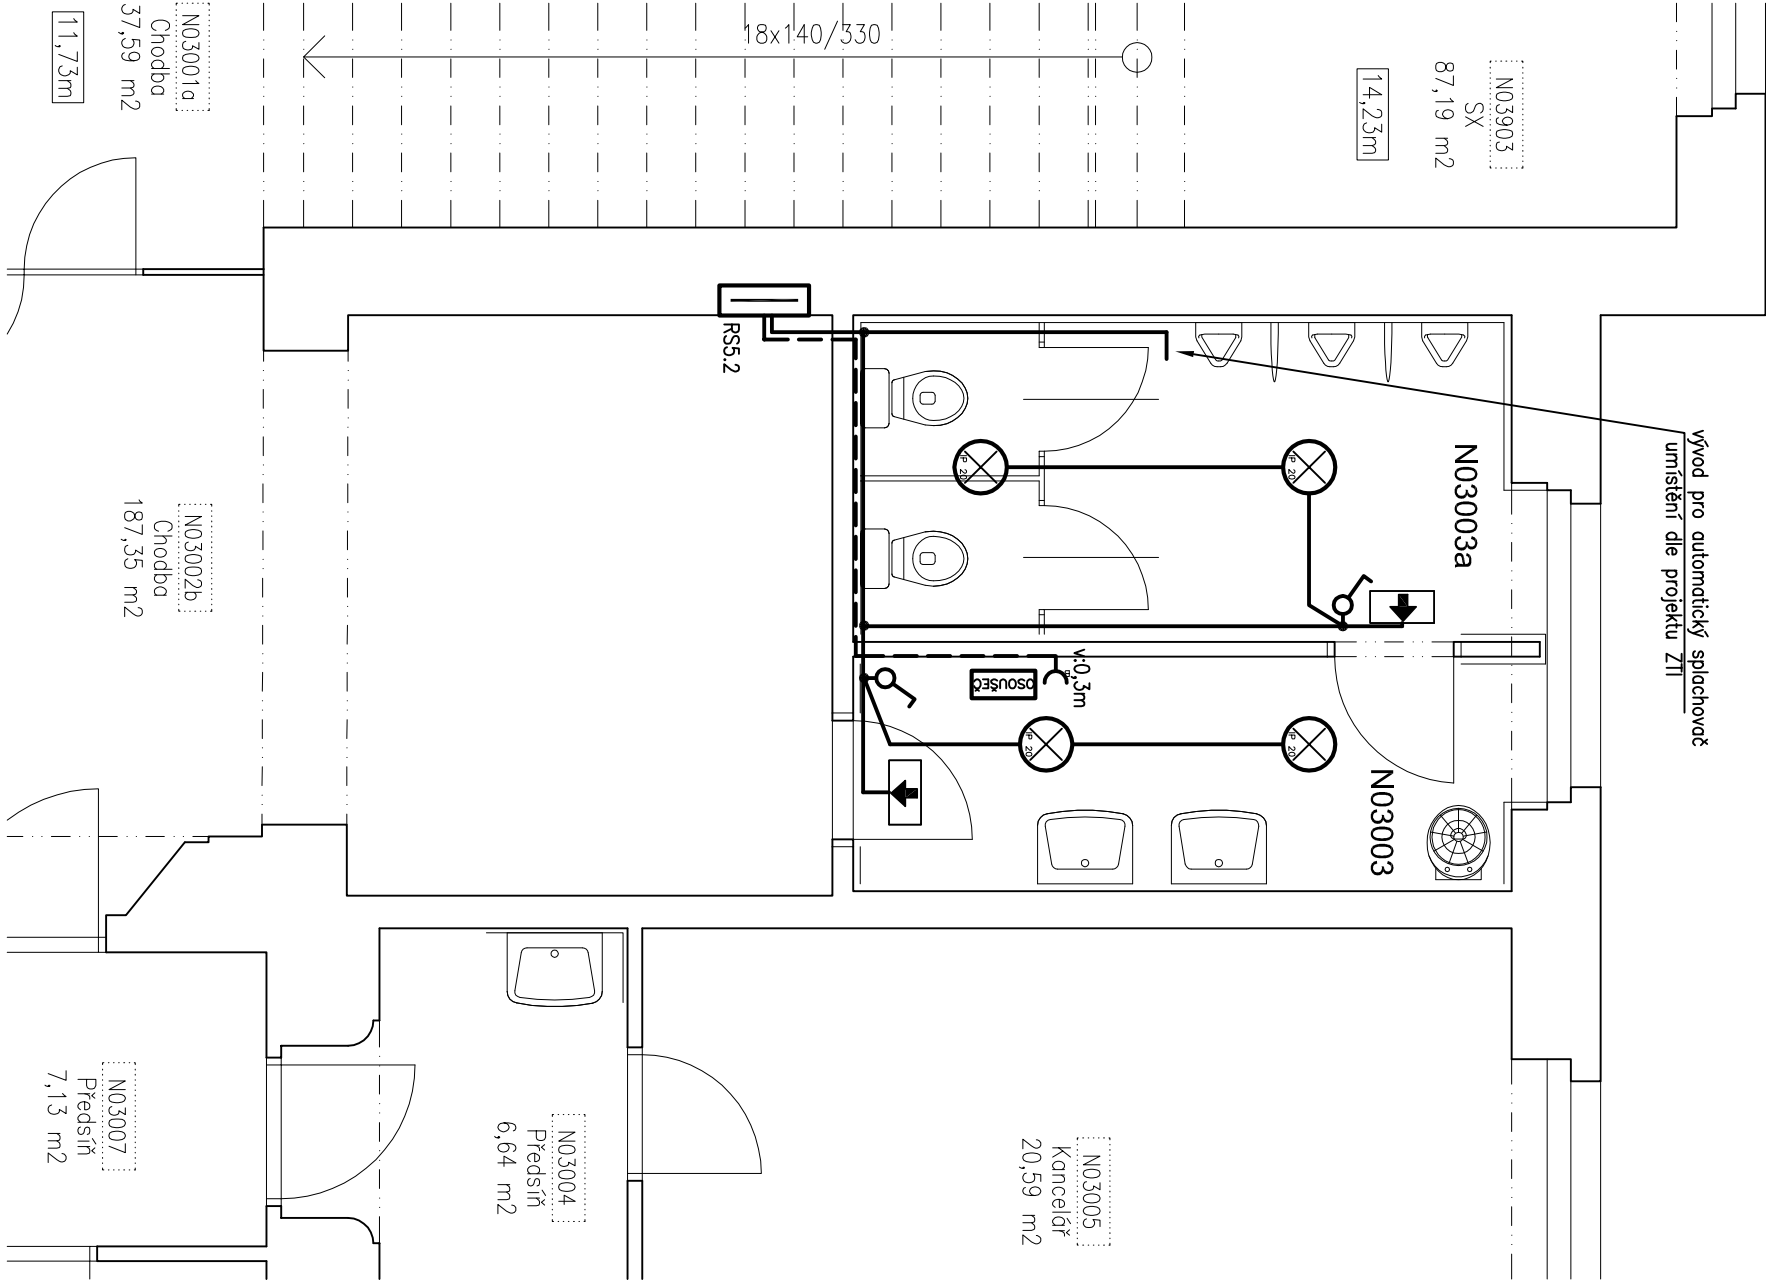 N03001a
Chodba
37,59 m2
11,73m
18x140/330
N03903
SX
87,19 m2
14,23m
RS5.2
vývod pro automatický splachovač
umístění dle projektu ZTI
N03003a
IP 20
IP 20
N03002b
Chodba
187,35 m2
v:0,3m
OSOUŠEČ
IP 20
IP 20
N03003
N03007
Předsíň
7,13 m2
N03004
Předsíň
6,64 m2
N03005
Kancelář
20,59 m2